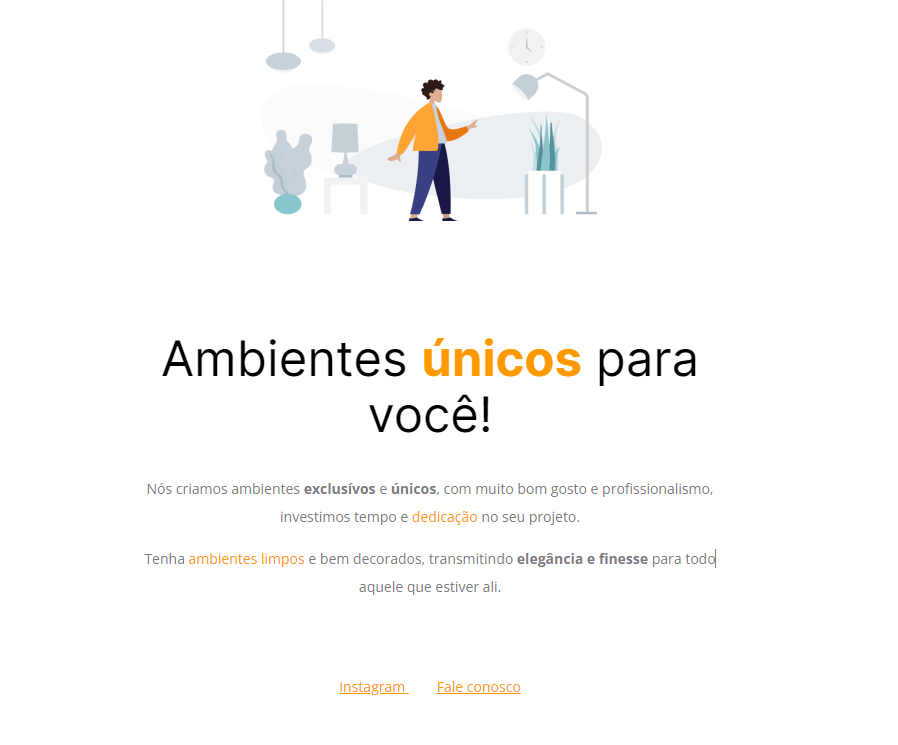 Ambientes únicos para
você!
Nós criamos ambientes exclusívos e únicos, com muito bom gosto e profissionalismo,
investimos tempo e dedicação no seu projeto.
Tenha ambientes limpos e bem decorados, transmitindo elegância e finesse para todo
aquele que estiver ali.
Instagram Fale conosco